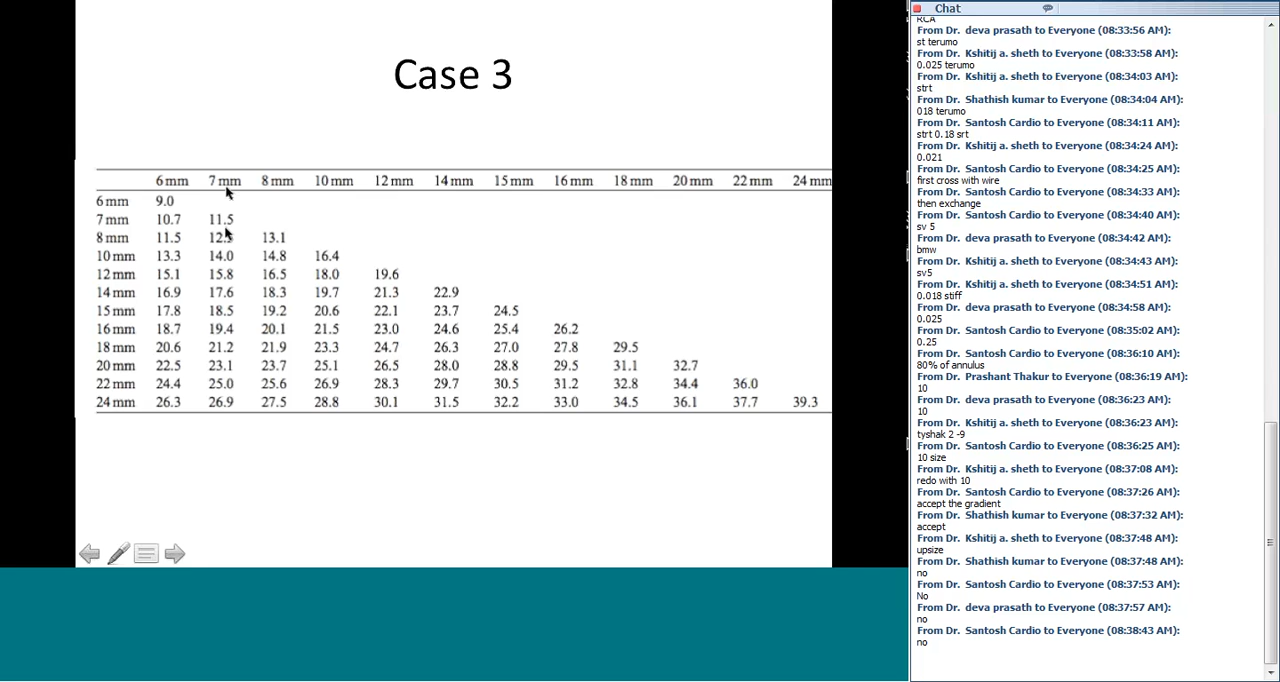 Case 3
6 mm 7 mm 8 mm 10 mm 12 mm 14 mm 15 mm 16 mm 18 mm 20 mm 22 mm 24 mm
6 mm 9.0
7 mm 10.7 11.5
8 mm 11.5 13.1
10 mm 13.3 14.0 14.8 16.4
12 mm 15.1 15.8 16.5 18.0 19.6
14 mm 16.9 17.6 18.3 19.7 21.3 22.9
15 mm 17.8 18.5 19.2 20.6 22.1 23.7 24.5
16 mm 18.7 19.4 20.1 21.5 23.0 24.6 25.4 26.2
18 mm 20.6 21.2 21.9 23.3 24.7 26.3 27.0 27.8 29.5
20 mm 22.5 23.1 23.7 25.1 26.5 28.0 28.8 29.5 31.1 32.7
22 mm 24.4 25.0 25.6 26.9 28.3 29.7 30.5 31.2 32.8 34.4 36.0
24 mm 26.3 26.9 27.5 28.8 30.1 31.5 32.2 33.0 34.5 36.1 37.7 39.3
Chat
RCA
From Dr. deva prasath to Everyone (08:33:56 AM):
st terumo
From Dr. Kshitij a. sheth to Everyone (08:33:58 AM):
0.025 terumo
From Dr. Kshitij a. sheth to Everyone (08:34:03 AM):
strt
From Dr. Shathish kumar to Everyone (08:34:04 AM):
018 terumo
From Dr. Santosh Cardio to Everyone (08:34:11 AM):
strt 0.18 srt
From Dr. Kshitij a. sheth to Everyone (08:34:24 AM):
0.021
From Dr. Santosh Cardio to Everyone (08:34:25 AM):
first cross with wire
From Dr. Santosh Cardio to Everyone (08:34:33 AM):
then exchange
From Dr. Santosh Cardio to Everyone (08:34:40 AM):
sv 5
From Dr. deva prasath to Everyone (08:34:42 AM):
bmw
From Dr. Kshitij a. sheth to Everyone (08:34:43 AM):
sv5
From Dr. Kshitij a. sheth to Everyone (08:34:51 AM):
0.018 stiff
From Dr. deva prasath to Everyone (08:34:58 AM):
0.025
From Dr. Santosh Cardio to Everyone (08:35:02 AM):
0.25
From Dr. Santosh Cardio to Everyone (08:36:10 AM):
80% of annulus
From Dr. Prashant Thakur to Everyone (08:36:19 AM):
10
From Dr. deva prasath to Everyone (08:36:23 AM):
10
From Dr. Kshitij a. sheth to Everyone (08:36:23 AM):
tyshak 2 -9
From Dr. Santosh Cardio to Everyone (08:36:25 AM):
10 size
From Dr. Kshitij a. sheth to Everyone (08:37:08 AM):
redo with 10
From Dr. Santosh Cardio to Everyone (08:37:26 AM):
accept the gradient
From Dr. Shathish kumar to Everyone (08:37:32 AM):
accept
From Dr. Kshitij a. sheth to Everyone (08:37:48 AM):
upsize
From Dr. Shathish kumar to Everyone (08:37:48 AM):
no
From Dr. Santosh Cardio to Everyone (08:37:53 AM):
No
From Dr. deva prasath to Everyone (08:37:57 AM):
no
From Dr. Santosh Cardio to Everyone (08:38:43 AM):
no